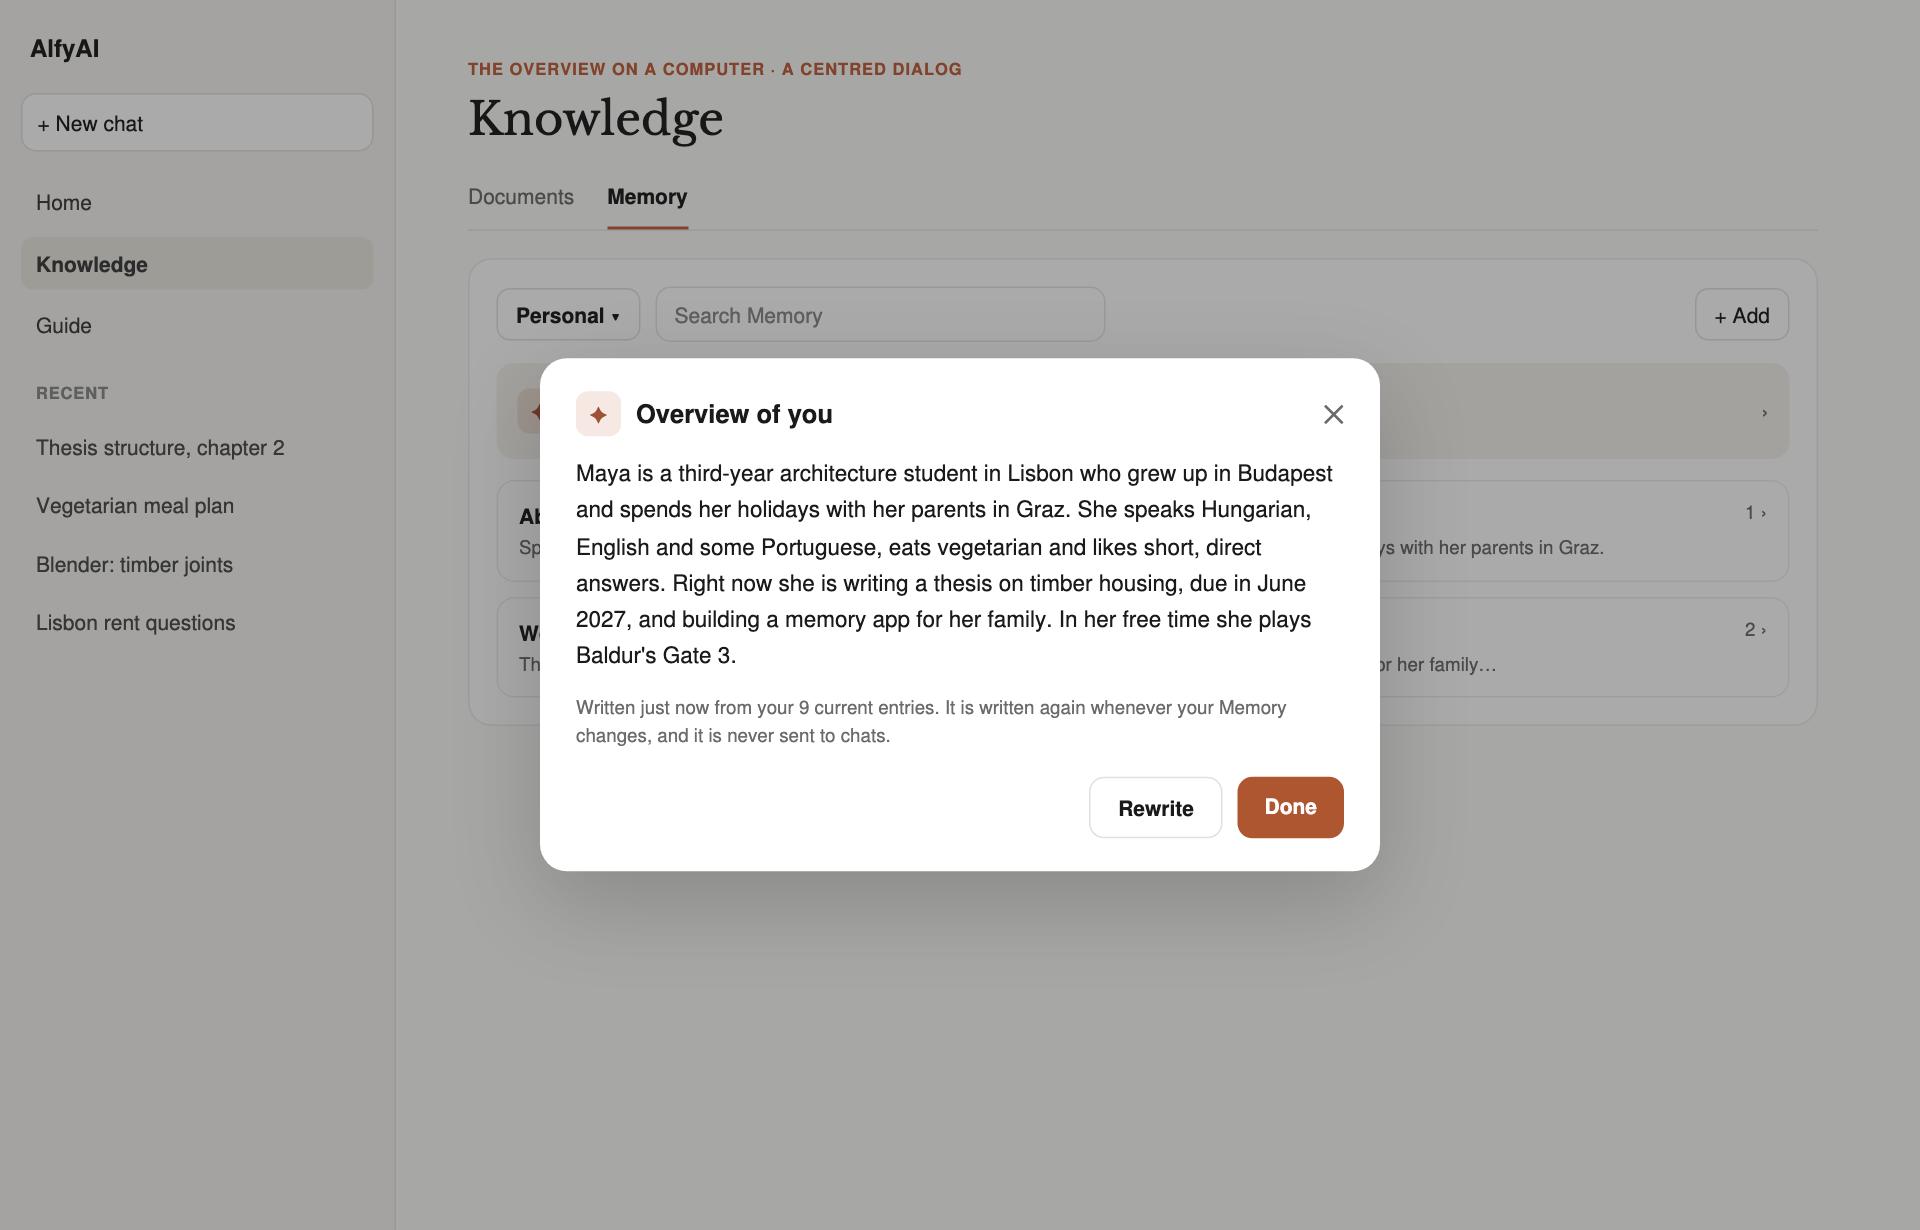 AlfyAI
+ New chat
Home
Knowledge
Guide
RECENT
Thesis structure, chapter 2
Vegetarian meal plan
Blender: timber joints
Lisbon rent questions
THE OVERVIEW ON A COMPUTER · A CENTRED DIALOG
Knowledge
Documents Memory
Personal ▾ Search Memory + Add
Overview of you
Maya is a third-year architecture student in Lisbon who grew up in Budapest
and spends her holidays with her parents in Graz. She speaks Hungarian,
English and some Portuguese, eats vegetarian and likes short, direct
answers. Right now she is writing a thesis on timber housing, due in June
2027, and building a memory app for her family. In her free time she plays
Baldur's Gate 3.
Written just now from your 9 current entries. It is written again whenever your Memory
changes, and it is never sent to chats.
Rewrite Done
1 ›
with her parents in Graz.
2 ›
her family…